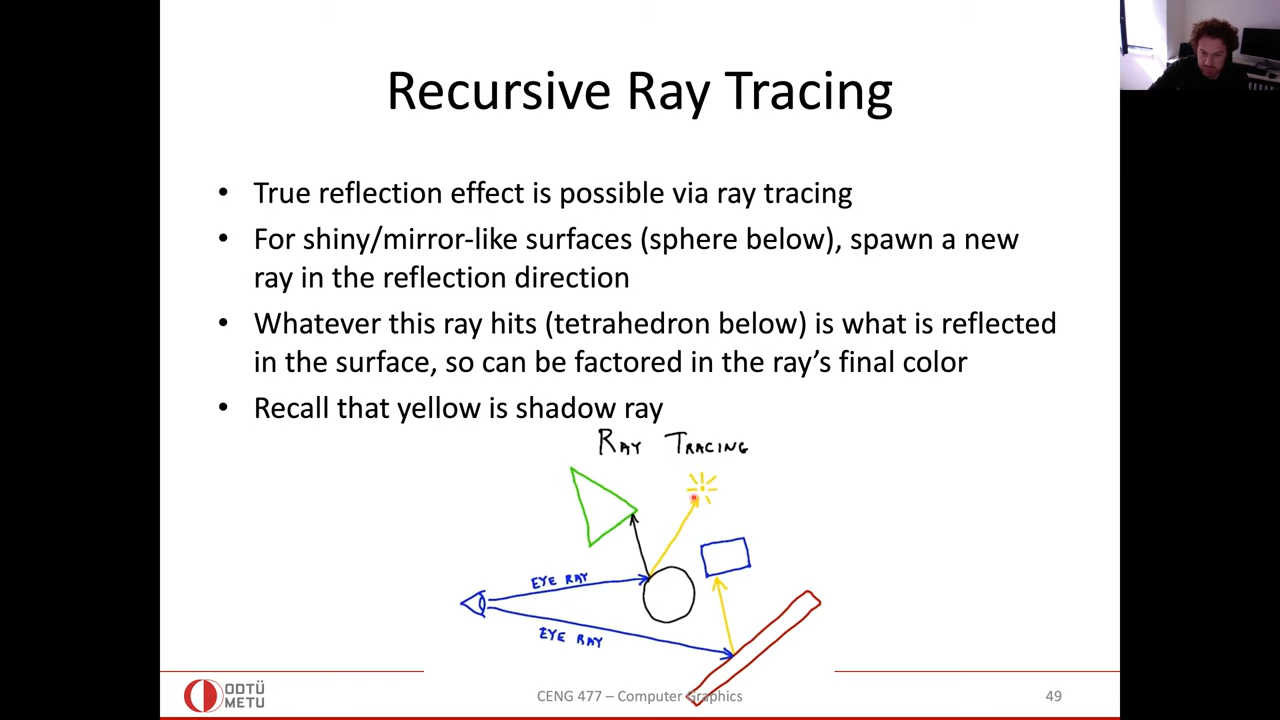 Recursive Ray Tracing
• True reflection effect is possible via ray tracing
• For shiny/mirror-like surfaces (sphere below), spawn a new
ray in the reflection direction
• Whatever this ray hits (tetrahedron below) is what is reflected
in the surface, so can be factored in the ray’s final color
• Recall that yellow is shadow ray
RAY TRACING
EYE RAY
EYE RAY
ODTÜ
METU
CENG 477 – Computer Graphics
49